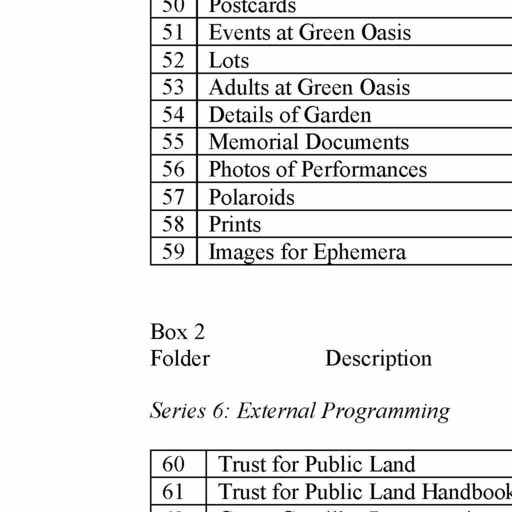 50 Postcards
51 Events at Green Oasis
52 Lots
53 Adults at Green Oasis
54 Details of Garden
55 Memorial Documents
56 Photos of Performances
57 Polaroids
58 Prints
59 Images for Ephemera
Box 2
Folder Description
Series 6: External Programming
60 Trust for Public Land
61 Trust for Public Land Handbook